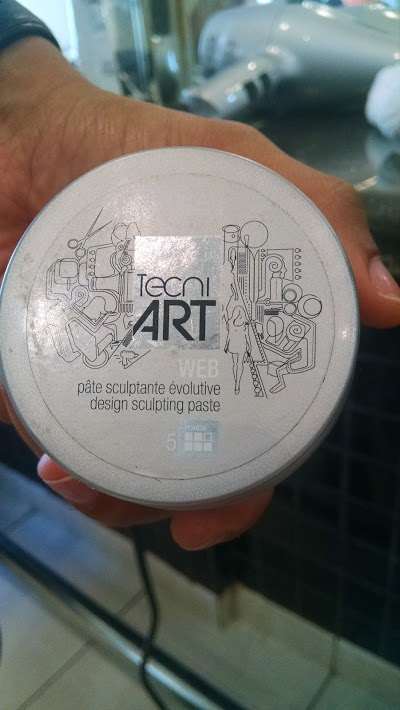 Tecni
ART
WEB
pâte sculptante évolutive
design sculpting paste
5